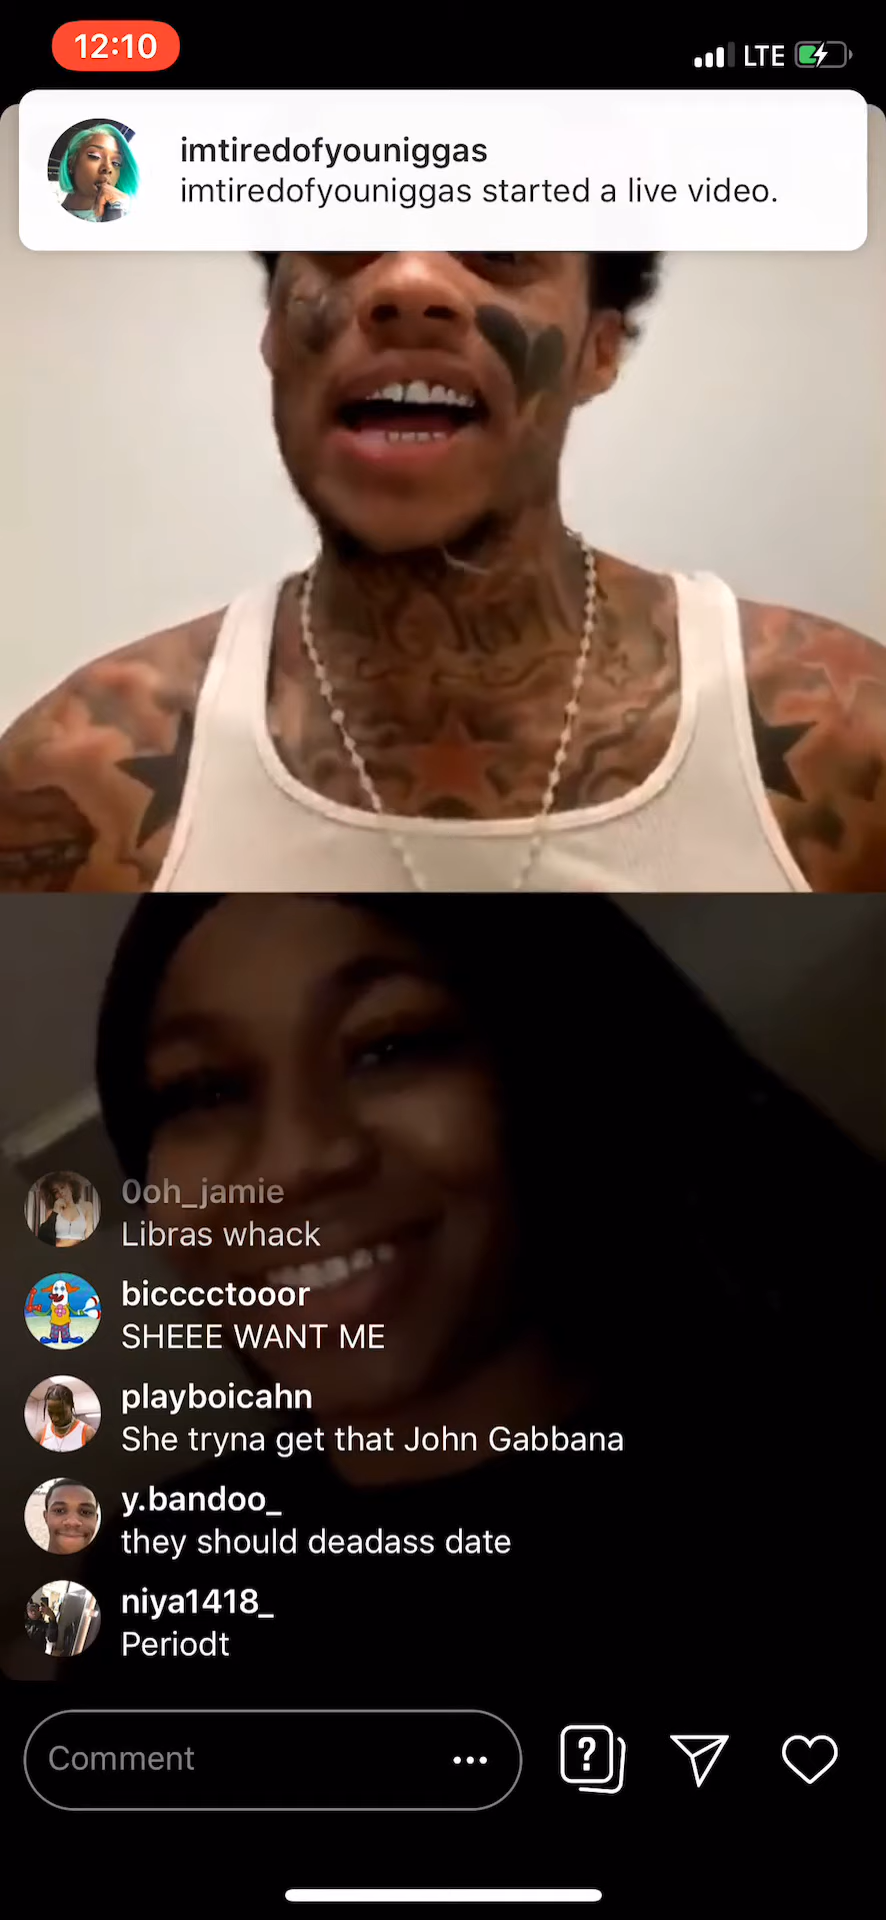 12:10
LTE
imtiredofyouniggas
imtiredofyouniggas started a live video.
0oh_jamie
Libras whack
bicccctooor
SHEEE WANT ME
playboicahn
She tryna get that John Gabbana
y.bandoo_
they should deadass date
niya1418_
Periodt
Comment